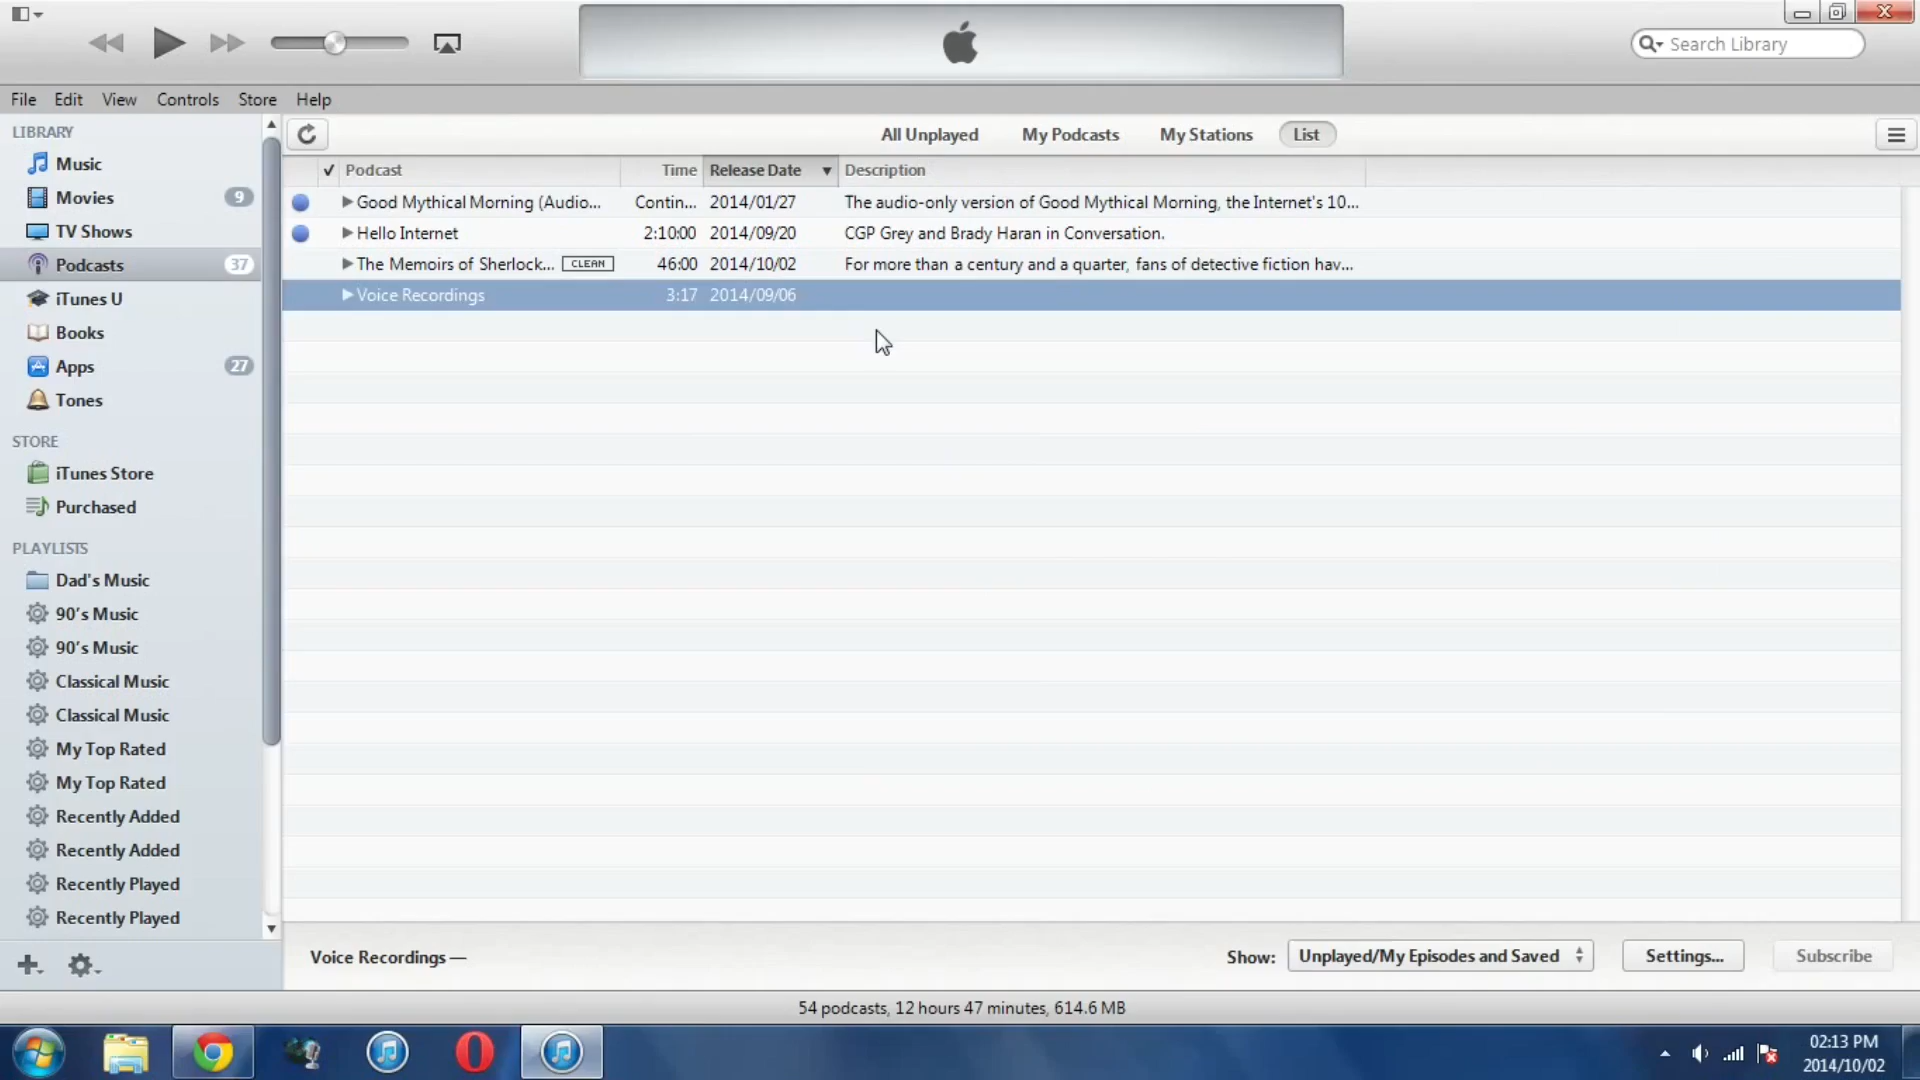 Search Library
File Edit View Controls Store Help
LIBRARY
Music
Movies 9
TV Shows
Podcasts 37
iTunes U
Books
Apps 27
Tones
STORE
iTunes Store
Purchased
PLAYLISTS
Dad's Music
90's Music
90's Music
Classical Music
Classical Music
My Top Rated
My Top Rated
Recently Added
Recently Added
Recently Played
Recently Played
All Unplayed My Podcasts My Stations List
✓ Podcast Time Release Date ▼ Description
Good Mythical Morning (Audio... Contin... 2014/01/27 The audio-only version of Good Mythical Morning, the Internet's 10...
Hello Internet 2:10:00 2014/09/20 CGP Grey and Brady Haran in Conversation.
The Memoirs of Sherlock... CLEAN 46:00 2014/10/02 For more than a century and a quarter, fans of detective fiction hav...
Voice Recordings 3:17 2014/09/06
Voice Recordings — Show: Unplayed/My Episodes and Saved Settings... Subscribe
54 podcasts, 12 hours 47 minutes, 614.6 MB
02:13 PM
2014/10/02